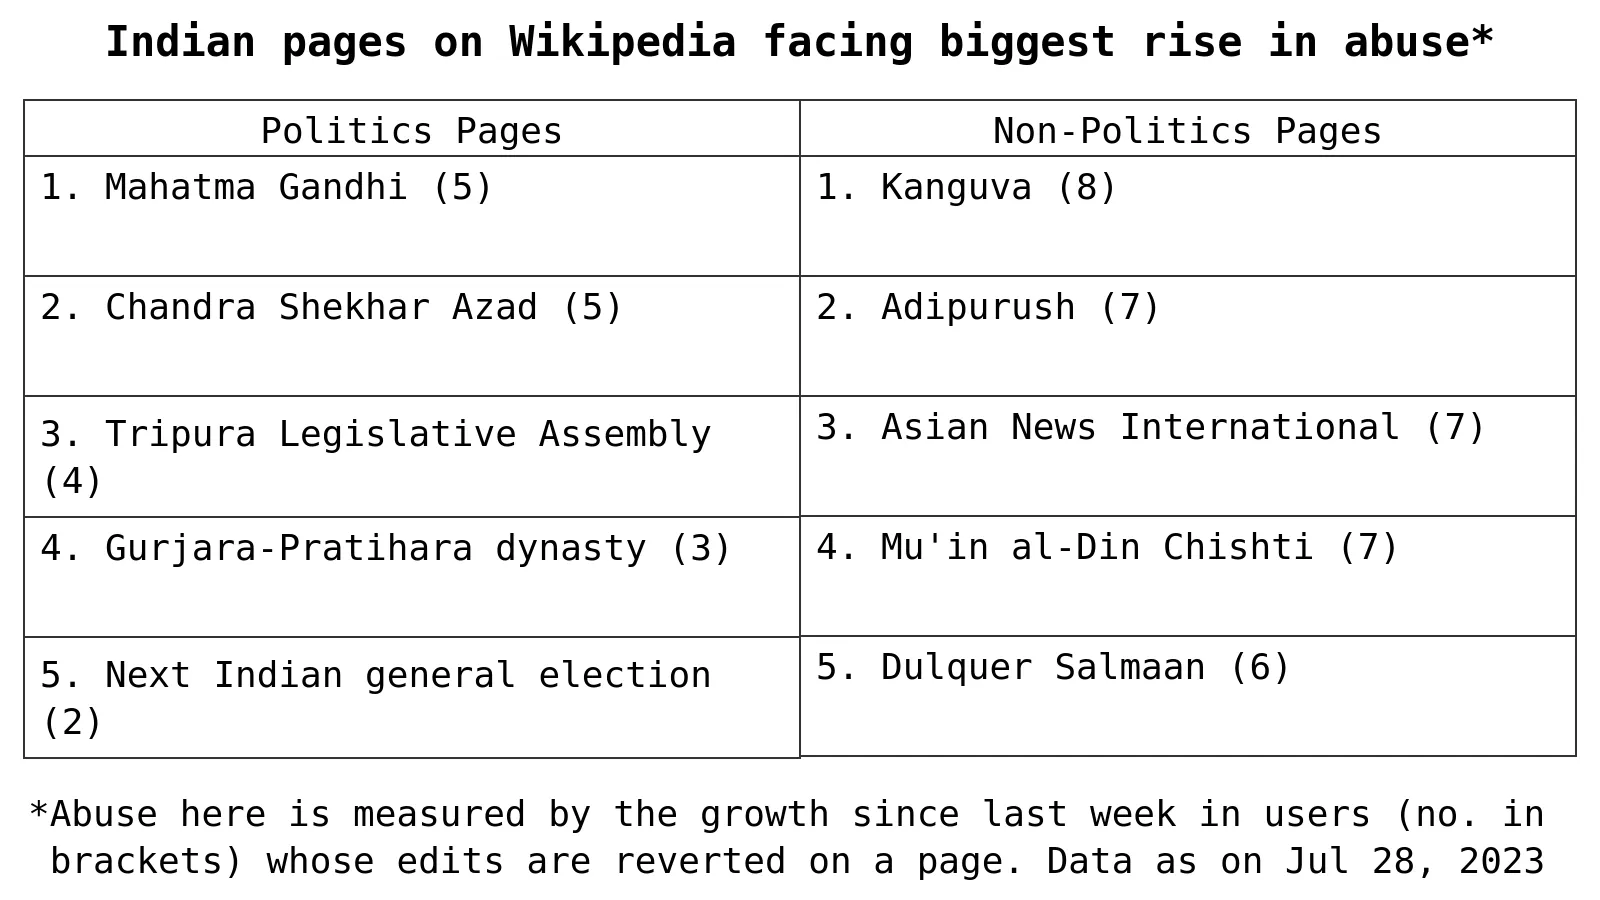 Indian pages on Wikipedia facing biggest rise in abuse*
Politics Pages
Non-Politics Pages
1. Mahatma Gandhi (5)
1. Kanguva (8)
2. Chandra Shekhar Azad (5)
2. Adipurush (7)
3. Tripura Legislative Assembly
(4)
3. Asian News International (7)
4. Gurjara-Pratihara dynasty (3)
4. Mu'in al-Din Chishti (7)
5. Next Indian general election
(2)
5. Dulquer Salmaan (6)
*Abuse here is measured by the growth since last week in users (no. in
brackets) whose edits are reverted on a page. Data as on Jul 28, 2023